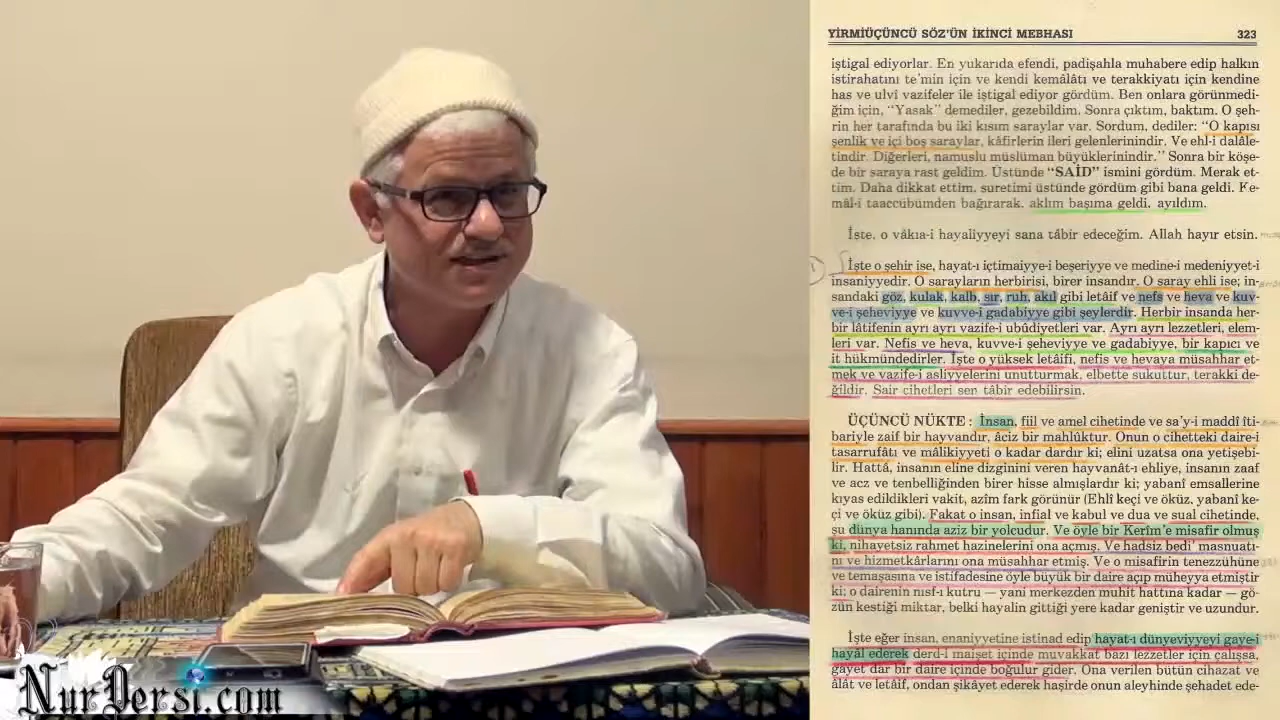 YİRMİÜÇÜNCÜ SÖZ'ÜN İKİNCİ MEBHASI 323
iştigal ediyorlar. En yukarıda efendi, padişahla muhabere edip halkın
istirahatını te'min için ve kendi kemâlâtı ve terakkiyatı için kendine
has ve ulvî vazifeler ile iştigal ediyor gördüm. Ben onlara görünmedi-
ğim için, "Yasak" demediler, gezebildim. Sonra çıktım, baktım. O şeh-
rin her tarafında bu iki kısım saraylar var. Sordum, dediler: "O kapısı
şenlik ve içi boş saraylar, kâfirlerin ileri gelenlerinindir. Ve ehl-i dalâle-
tindir. Diğerleri, namuslu müslüman büyüklerinindir." Sonra bir köşe-
de bir saraya rast geldim. Üstünde "SAİD" ismini gördüm. Merak et-
tim. Daha dikkat ettim, suretimi üstünde gördüm gibi bana geldi. Ke-
mâl-i taaccübümden bağırarak, aklım başıma geldi, ayıldım.
İşte, o vâkıa-i hayaliyyeyi sana tâbir edeceğim. Allah hayır etsin.
İşte o şehir ise, hayat-ı içtimaiyye-i beşeriyye ve medine-i medeniyyet-i
insaniyyedir. O sarayların herbirisi, birer insandır. O saray ehli ise; in-
sandaki göz, kulak, kalb, sır, ruh, akıl gibi letâif ve nefs ve heva ve kuv-
ve-i şeheviyye ve kuvve-i gadabiyye gibi şeylerdir. Herbir insanda her-
bir lâtifenin ayrı ayrı vazife-i ubûdiyetleri var. Ayrı ayrı lezzetleri, elem-
leri var. Nefis ve heva, kuvve-i şeheviyye ve gadabiyye, bir kapıcı ve
it hükmündedirler. İşte o yüksek letâifi, nefis ve hevaya müsahhar et-
mek ve vazife-i asliyyelerini unutturmak, elbette sukuttur, terakki de-
ğildir. Sair cihetleri sen tâbir edebilirsin.
ÜÇÜNCÜ NÜKTE : İnsan, fiil ve amel cihetinde ve sa'y-i maddî iti-
bariyle zaif bir hayvandır, âciz bir mahlûktur. Onun o cihetteki daire-i
tasarrufâtı ve mâlikiyyeti o kadar dardır ki; elini uzatsa ona yetişebi-
lir. Hattâ, insanın eline dizginini veren hayvanât-ı ehliye, insanın zaaf
ve acz ve tenbelliğinden birer hisse almışlardır ki; yabanî emsallerine
kıyas edildikleri vakit, azîm fark görünür (Ehlî keçi ve öküz, yabanî ke-
çi ve öküz gibi). Fakat o insan, infial ve kabul ve dua ve sual cihetinde,
şu dünya hanında aziz bir yolcudur. Ve öyle bir Kerîm'e misafir olmuş
ki, nihayetsiz rahmet hazinelerini ona açmış. Ve hadsiz bedi' masnuatı-
nı ve hizmetkârlarını ona müsahhar etmiş. Ve o misafirin tenezzühüne
ve temaşasına ve istifadesine öyle büyük bir daire açıp müheyya etmiştir
ki; o dairenin nısf-ı kutru — yani merkezden muhit hattına kadar — gö-
zün kestiği miktar, belki hayalin gittiği yere kadar geniştir ve uzundur.
İşte eğer insan, enaniyyetine istinad edip hayat-ı dünyeviyyeyi gaye-i
hayâl ederek derd-i maişet içinde muvakkat bazı lezzetler için çalışsa,
gayet dar bir daire içinde boğulur gider. Ona verilen bütün cihazat ve
âlât ve letâif, ondan şikâyet ederek haşirde onun aleyhinde şehadet ede-
NurDersi.com